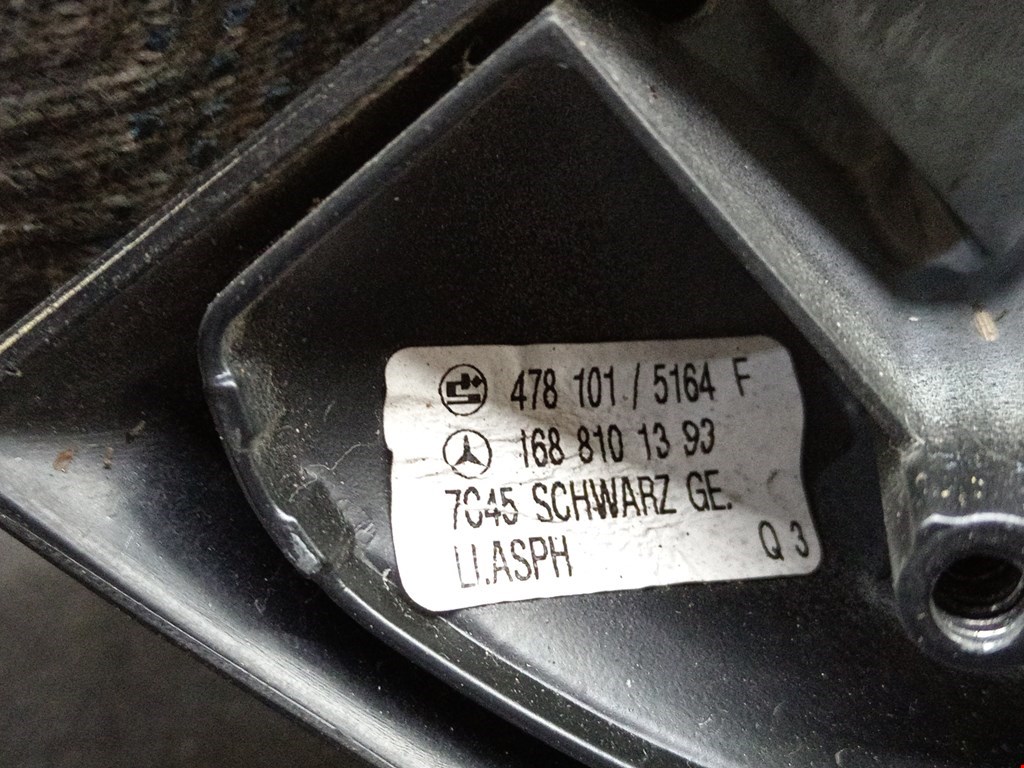 478 101 / 5164 F
168 810 13 93
7C45 SCHWARZ GE.
LI.ASPH Q 3